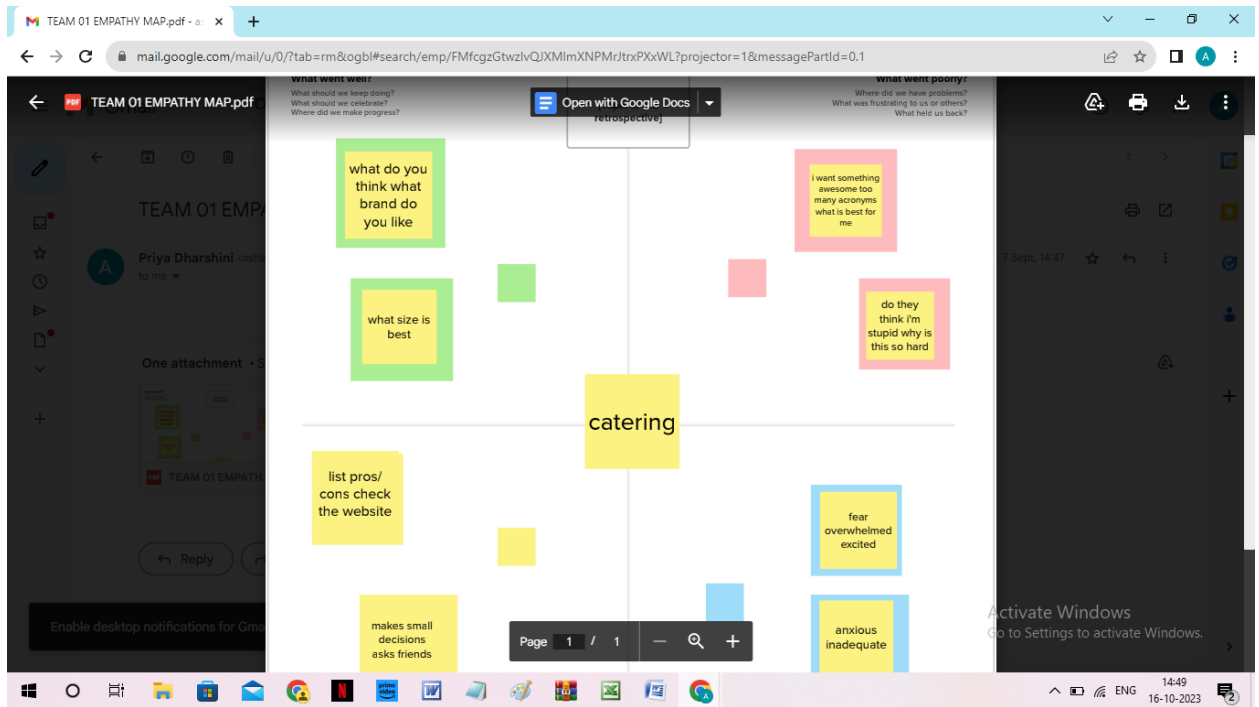 TEAM 01 EMPATHY MAP.pdf - a
mail.google.com/mail/u/0/?tab=rm&ogbl#search/emp/FMfcgzGtwzlvQJXMlmXNPMrJtrxPXxWL?projector=1&messagePartId=0.1
A
PDF
TEAM 01 EMPATHY MAP.pdf
Open with Google Docs
What went well?
What should we keep doing?
What should we celebrate?
Where did we make progress?
retrospective]
What went poorly?
Where did we have problems?
What was frustrating to us or others?
What held us back?
TEAM 01 EMPA
A
Priya Dharshini
to me
7 Sept, 14:47
One attachment
PDF
TEAM 01 EMPATH
Reply
Enable desktop notifications for Gma
what do you
think what
brand do
you like
what size is
best
i want something
awesome too
many acronyms
what is best for
me
do they
think i'm
stupid why is
this so hard
catering
list pros/
cons check
the website
makes small
decisions
asks friends
fear
overwhelmed
excited
anxious
inadequate
Page 1 / 1
Activate Windows
Go to Settings to activate Windows.
prime
video
ENG
14:49
16-10-2023
2